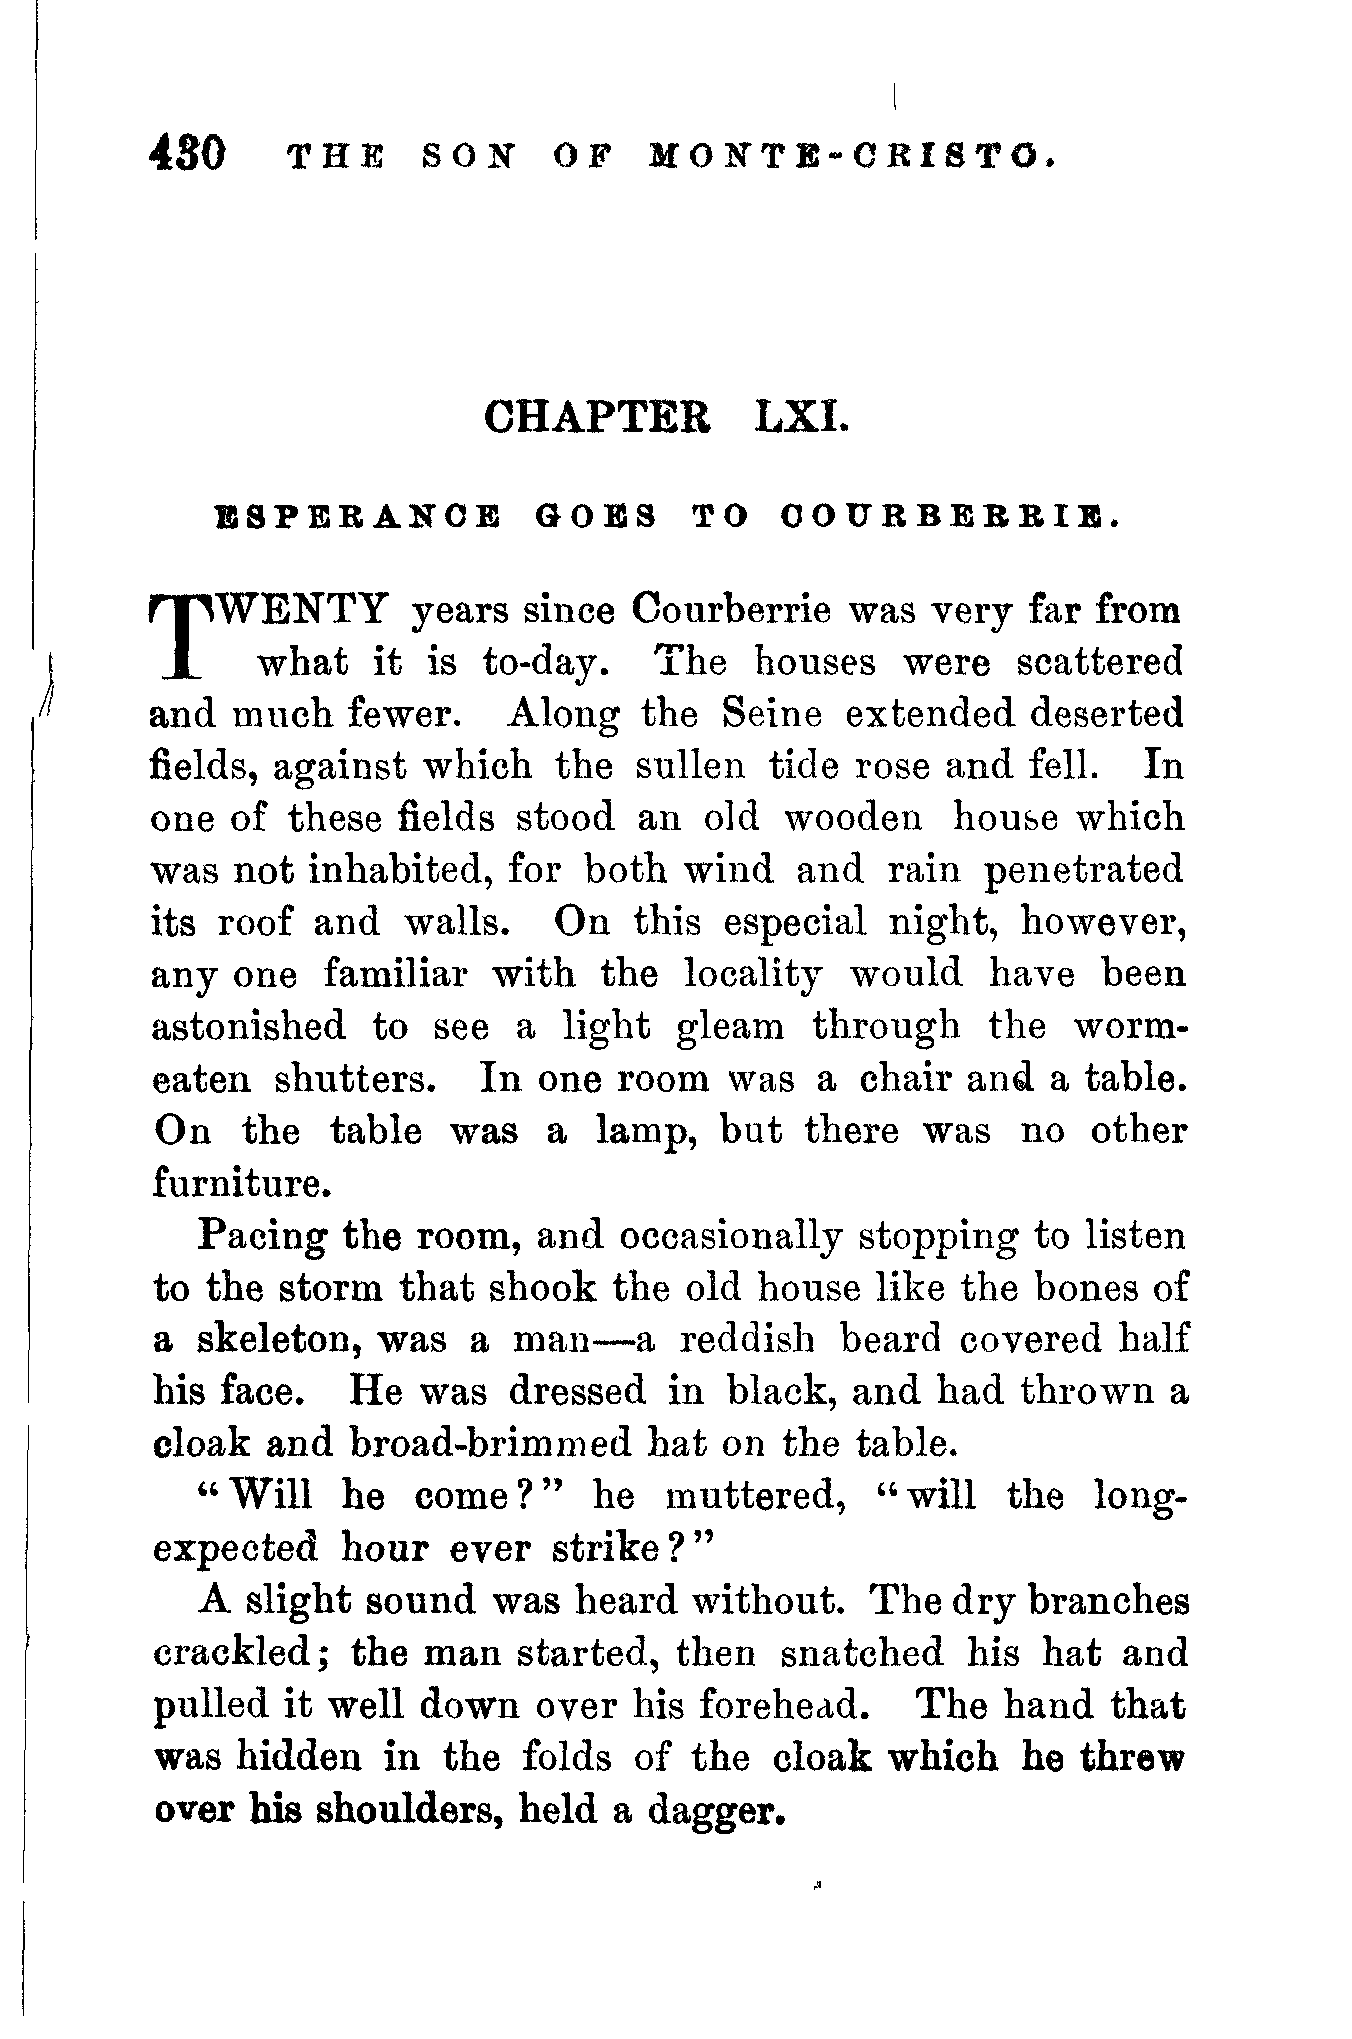 430 THE SON OF MONTE-CRISTO.
CHAPTER LXI.
ESPERANCE GOES TO COURBERRIE.
TWENTY years since Courberrie was very far from
what it is to-day. The houses were scattered
and much fewer. Along the Seine extended deserted
fields, against which the sullen tide rose and fell. In
one of these fields stood an old wooden house which
was not inhabited, for both wind and rain penetrated
its roof and walls. On this especial night, however,
any one familiar with the locality would have been
astonished to see a light gleam through the worm-
eaten shutters. In one room was a chair and a table.
On the table was a lamp, but there was no other
furniture.
Pacing the room, and occasionally stopping to listen
to the storm that shook the old house like the bones of
a skeleton, was a man—a reddish beard covered half
his face. He was dressed in black, and had thrown a
cloak and broad-brimmed hat on the table.
“Will he come?” he muttered, “will the long-
expected hour ever strike?”
A slight sound was heard without. The dry branches
crackled; the man started, then snatched his hat and
pulled it well down over his forehead. The hand that
was hidden in the folds of the cloak which he threw
over his shoulders, held a dagger.